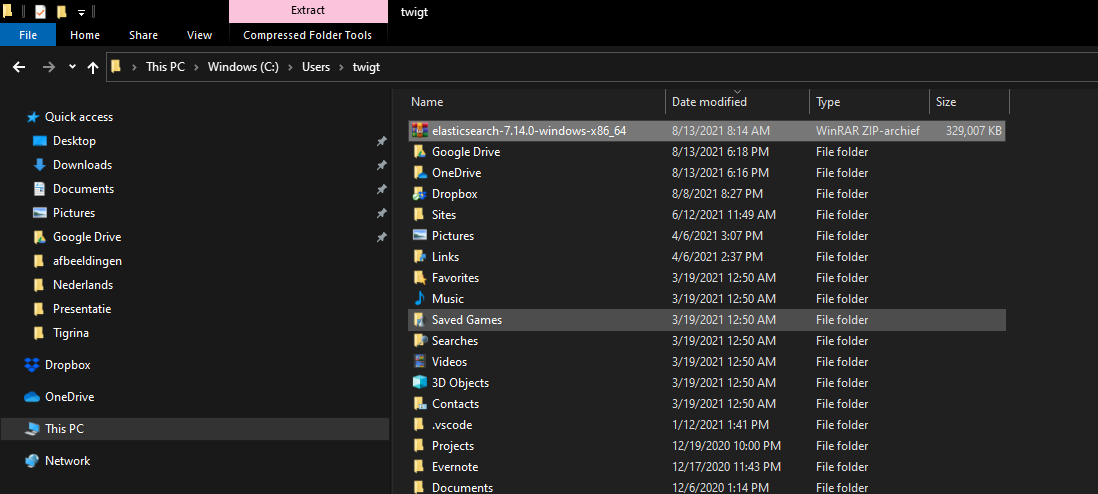 Extract
twigt
File Home Share View Compressed Folder Tools
This PC Windows (C:) Users twigt
Quick access
Desktop
Downloads
Documents
Pictures
Google Drive
afbeeldingen
Nederlands
Presentatie
Tigrina
Dropbox
OneDrive
This PC
Network
Name Date modified Type Size
elasticsearch-7.14.0-windows-x86_64 8/13/2021 8:14 AM WinRAR ZIP-archief 329,007 KB
Google Drive 8/13/2021 6:18 PM File folder
OneDrive 8/13/2021 6:16 PM File folder
Dropbox 8/8/2021 8:27 PM File folder
Sites 6/12/2021 11:49 AM File folder
Pictures 4/6/2021 3:07 PM File folder
Links 4/6/2021 2:37 PM File folder
Favorites 3/19/2021 12:50 AM File folder
Music 3/19/2021 12:50 AM File folder
Saved Games 3/19/2021 12:50 AM File folder
Searches 3/19/2021 12:50 AM File folder
Videos 3/19/2021 12:50 AM File folder
3D Objects 3/19/2021 12:50 AM File folder
Contacts 3/19/2021 12:50 AM File folder
.vscode 1/12/2021 1:41 PM File folder
Projects 12/19/2020 10:00 PM File folder
Evernote 12/17/2020 11:43 PM File folder
Documents 12/6/2020 1:14 PM File folder